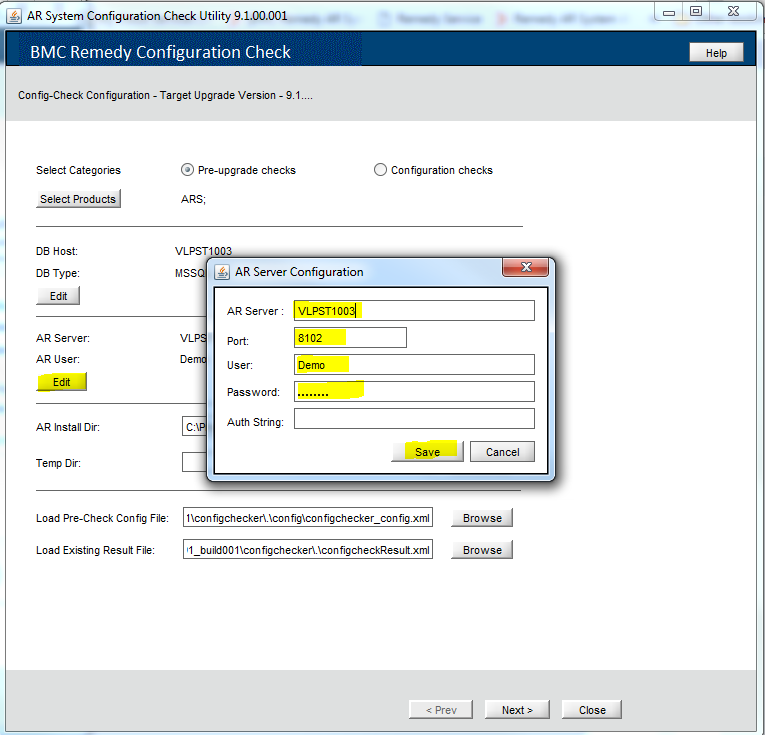 AR System Configuration Check Utility 9.1.00.001
BMC Remedy Configuration Check
Help
Config-Check Configuration - Target Upgrade Version - 9.1....
Select Categories Pre-upgrade checks Configuration checks
Select Products ARS;
DB Host: VLPST1003
DB Type: MSSQ
Edit
AR Server: VLPS
AR User: Demo
Edit
AR Install Dir: C:\P
Temp Dir:
AR Server Configuration
AR Server : VLPST1003
Port: 8102
User: Demo
Password: ........
Auth String:
Save Cancel
Load Pre-Check Config File: 1\configchecker\.\config\configchecker_config.xml Browse
Load Existing Result File: 1_build001\configchecker\.\configcheckResult.xml Browse
< Prev Next > Close